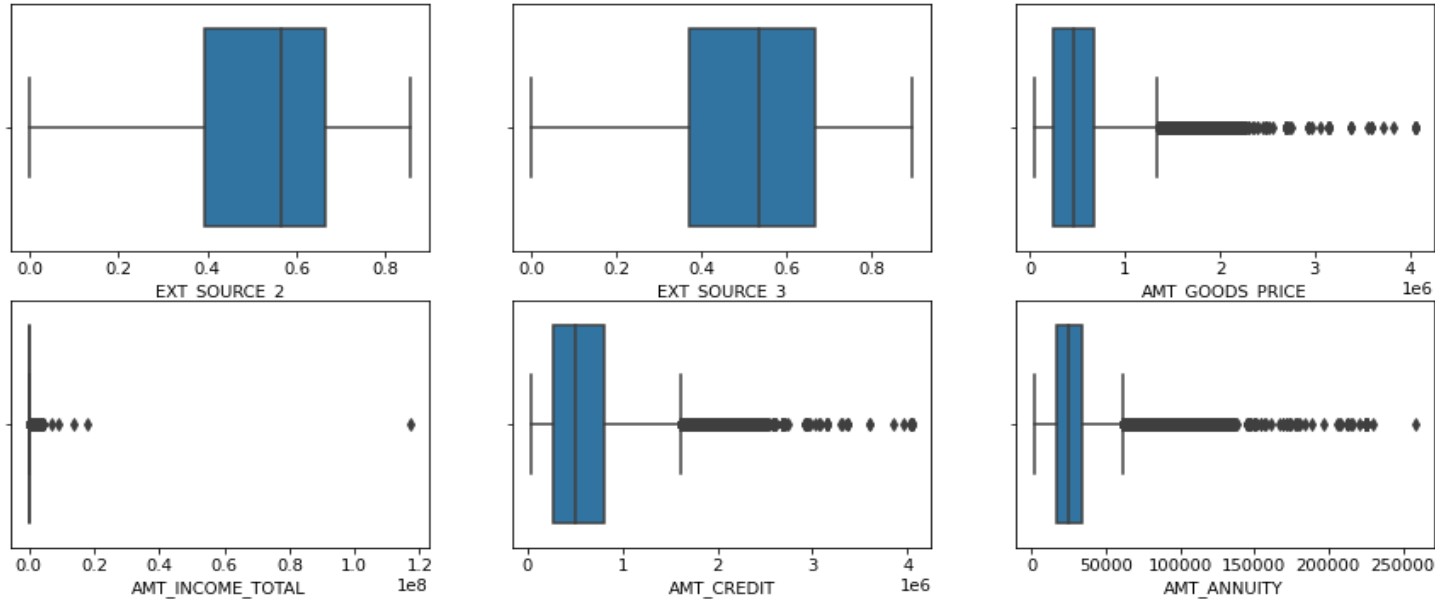 0.0 0.2 0.4 0.6 0.8
EXT_SOURCE_2
0.0 0.2 0.4 0.6 0.8
EXT_SOURCE_3
0 1 2 3 4
1e6
AMT_GOODS_PRICE
0.0 0.2 0.4 0.6 0.8 1.0 1.2
1e8
AMT_INCOME_TOTAL
0 1 2 3 4
1e6
AMT_CREDIT
0 50000 100000 150000 200000 250000
AMT_ANNUITY